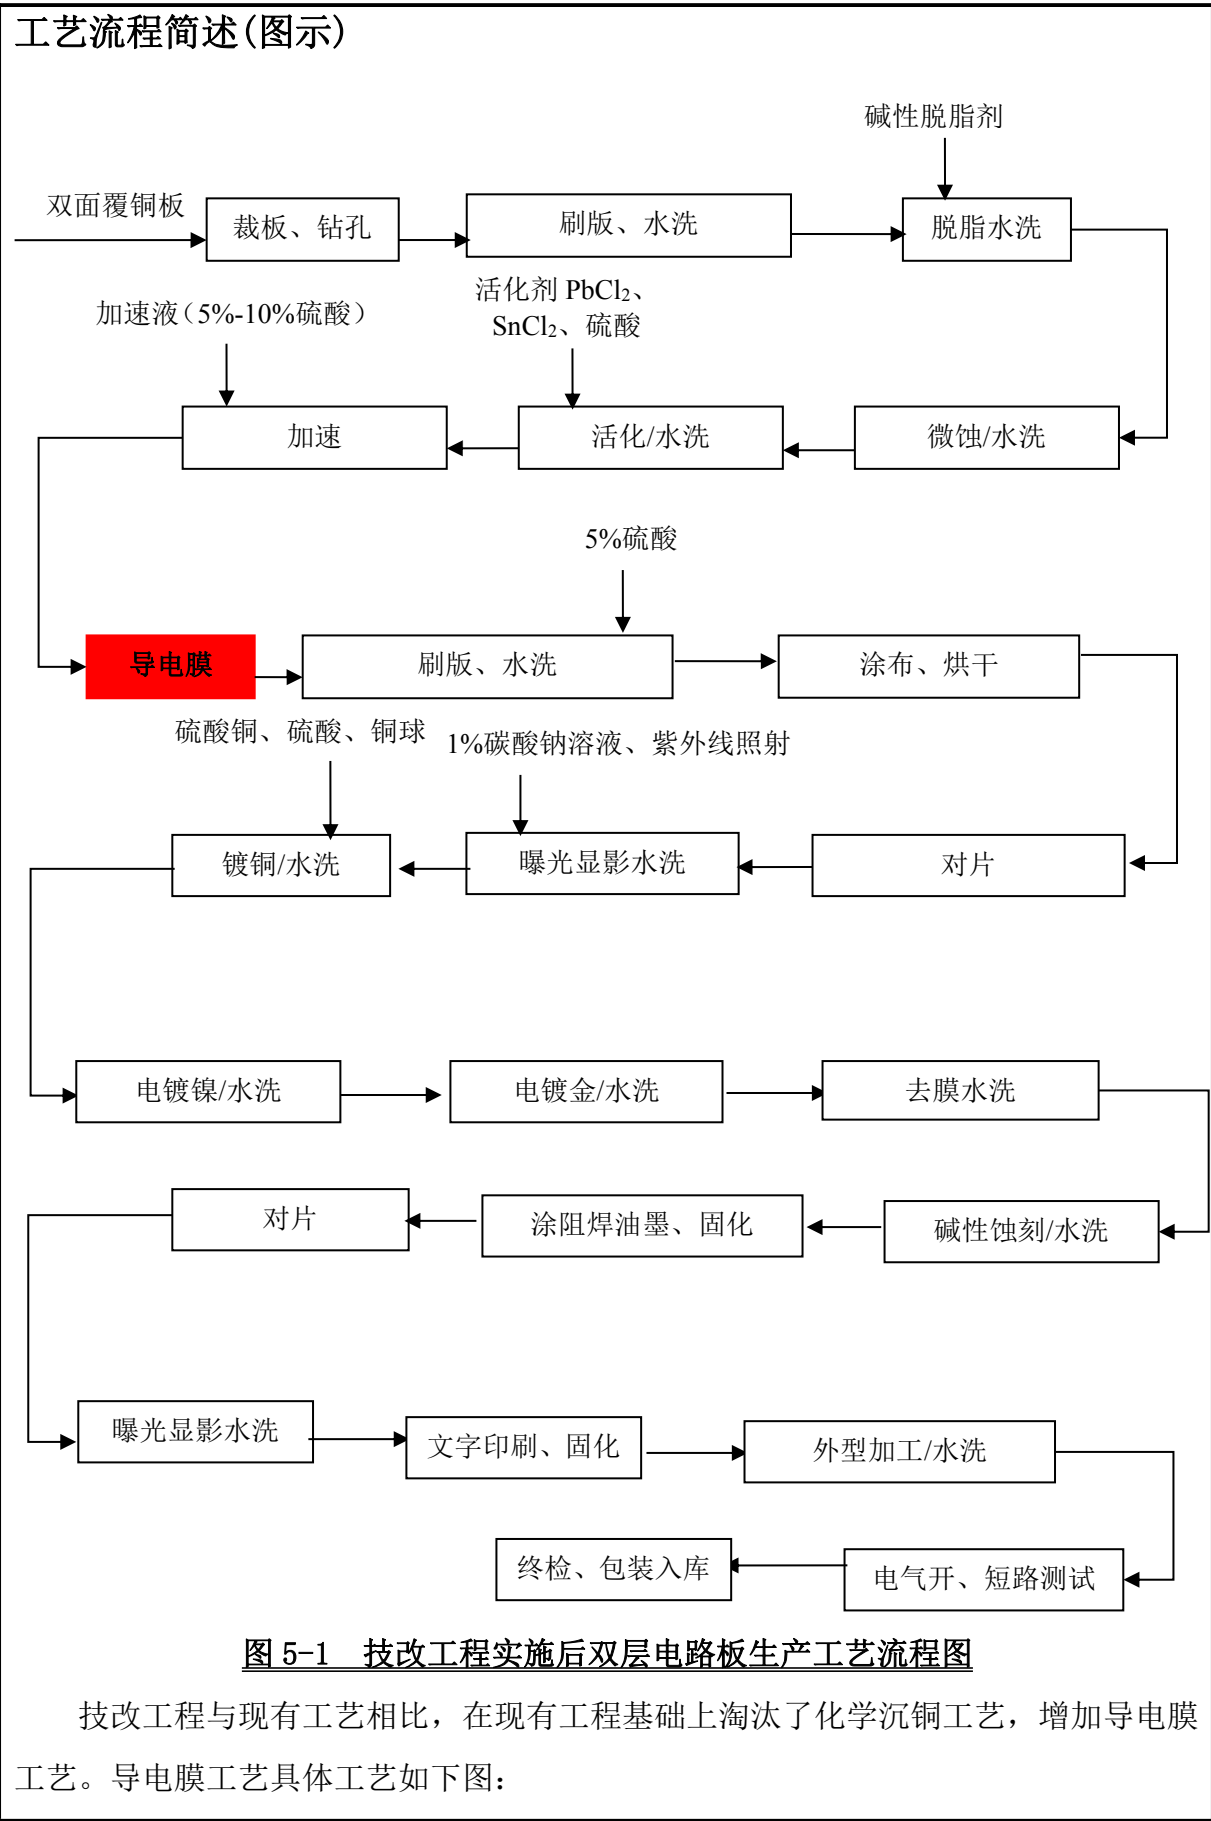 工艺流程简述(图示)
碱性脱脂剂
双面覆铜板
裁板、钻孔
刷版、水洗
脱脂水洗
加速液（5%-10%硫酸）
活化剂 PbCl₂、
SnCl₂、硫酸
加速
活化/水洗
微蚀/水洗
5%硫酸
导电膜
刷版、水洗
涂布、烘干
硫酸铜、硫酸、铜球
1%碳酸钠溶液、紫外线照射
镀铜/水洗
曝光显影水洗
对片
电镀镍/水洗
电镀金/水洗
去膜水洗
对片
涂阻焊油墨、固化
碱性蚀刻/水洗
曝光显影水洗
文字印刷、固化
外型加工/水洗
终检、包装入库
电气开、短路测试
图 5-1 技改工程实施后双层电路板生产工艺流程图
技改工程与现有工艺相比，在现有工程基础上淘汰了化学沉铜工艺，增加导电膜
工艺。导电膜工艺具体工艺如下图：